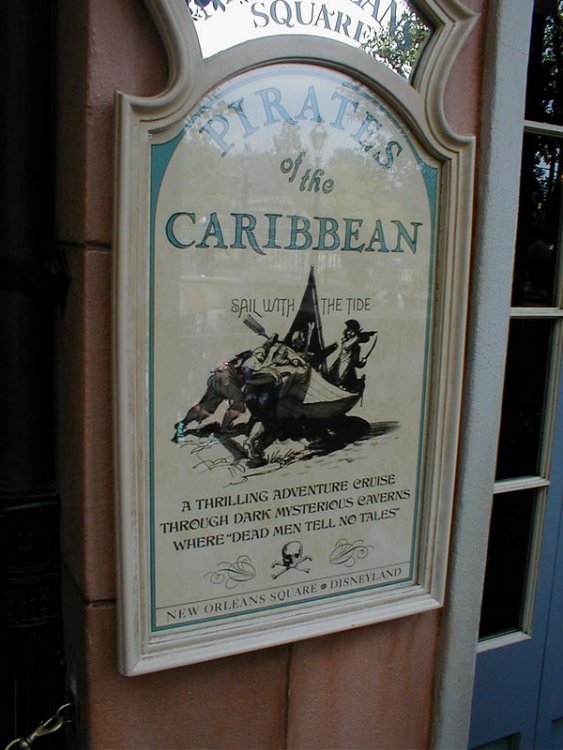 SQUARE
PIRATES
of the
CARIBBEAN
SAIL WITH THE TIDE
A THRILLING ADVENTURE CRUISE
THROUGH DARK MYSTERIOUS CAVERNS
WHERE "DEAD MEN TELL NO TALES"
NEW ORLEANS SQUARE • DISNEYLAND